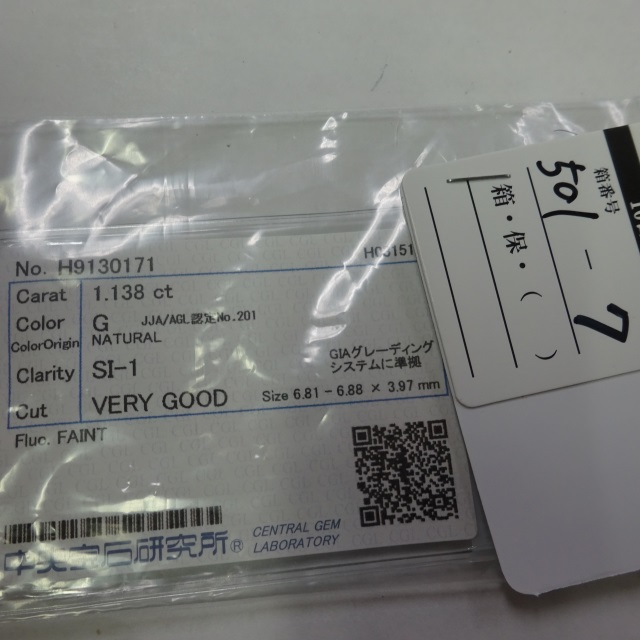 No. H9130171
Carat 1.138 ct
Color G JJA/AGL認定No.201
ColorOrigin NATURAL
Clarity SI-1
GIAグレーディング
システムに準拠
Cut VERY GOOD Size 6.81 - 6.88 × 3.97 mm
Fluc. FAINT
中央宝石研究所® CENTRAL GEM
LABORATORY
箱番号
501 - 7
箱・保・( )